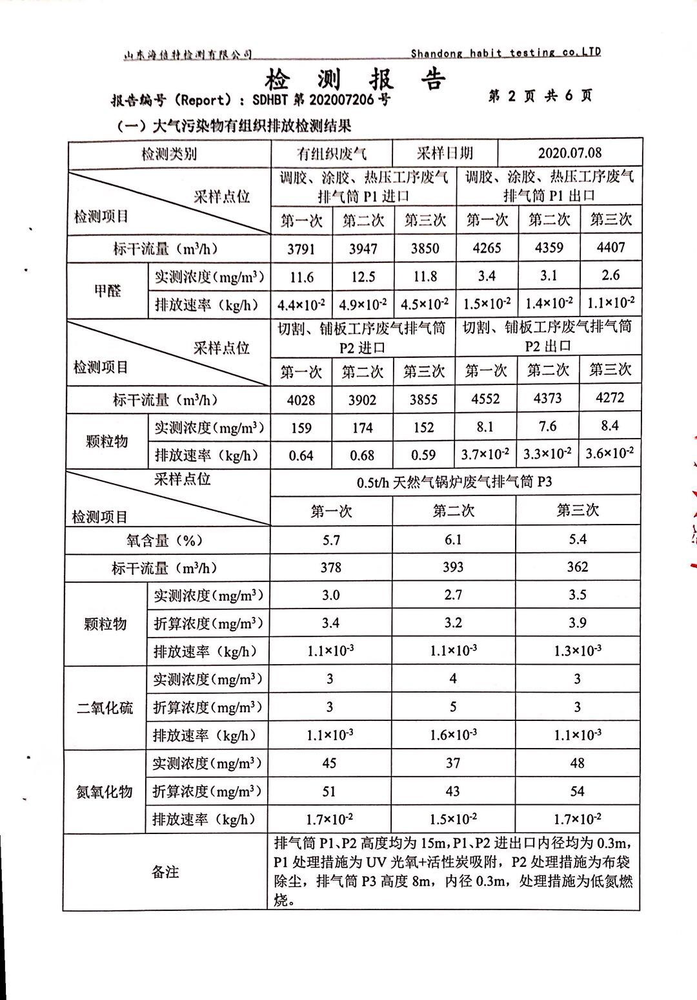 山东海倍特检测有限公司 Shandong habit testing co.LTD
检测报告
报告编号（Report）: SDHBT 第 202007206 号 第 2 页 共 6 页
（一）大气污染物有组织排放检测结果
检测类别 有组织废气 采样日期 2020.07.08
采样点位 检测项目 调胶、涂胶、热压工序废气 调胶、涂胶、热压工序废气
排气筒 P1 进口 排气筒 P1 出口
第一次 第二次 第三次 第一次 第二次 第三次
标干流量（m³/h） 3791 3947 3850 4265 4359 4407
甲醛 实测浓度（mg/m³） 11.6 12.5 11.8 3.4 3.1 2.6
排放速率（kg/h） 4.4×10⁻² 4.9×10⁻² 4.5×10⁻² 1.5×10⁻² 1.4×10⁻² 1.1×10⁻²
采样点位 检测项目 切割、铺板工序废气排气筒 切割、铺板工序废气排气筒
P2 进口 P2 出口
第一次 第二次 第三次 第一次 第二次 第三次
标干流量（m³/h） 4028 3902 3855 4552 4373 4272
颗粒物 实测浓度（mg/m³） 159 174 152 8.1 7.6 8.4
排放速率（kg/h） 0.64 0.68 0.59 3.7×10⁻² 3.3×10⁻² 3.6×10⁻²
采样点位 检测项目 0.5t/h 天然气锅炉废气排气筒 P3
第一次 第二次 第三次
氧含量（%） 5.7 6.1 5.4
标干流量（m³/h） 378 393 362
颗粒物 实测浓度（mg/m³） 3.0 2.7 3.5
折算浓度（mg/m³） 3.4 3.2 3.9
排放速率（kg/h） 1.1×10⁻³ 1.1×10⁻³ 1.3×10⁻³
二氧化硫 实测浓度（mg/m³） 3 4 3
折算浓度（mg/m³） 3 5 3
排放速率（kg/h） 1.1×10⁻³ 1.6×10⁻³ 1.1×10⁻³
氮氧化物 实测浓度（mg/m³） 45 37 48
折算浓度（mg/m³） 51 43 54
排放速率（kg/h） 1.7×10⁻² 1.5×10⁻² 1.7×10⁻²
备注 排气筒 P1、P2 高度均为 15m，P1、P2 进出口内径均为 0.3m，
P1 处理措施为 UV 光氧+活性炭吸附，P2 处理措施为布袋
除尘，排气筒 P3 高度 8m，内径 0.3m，处理措施为低氮燃
烧。